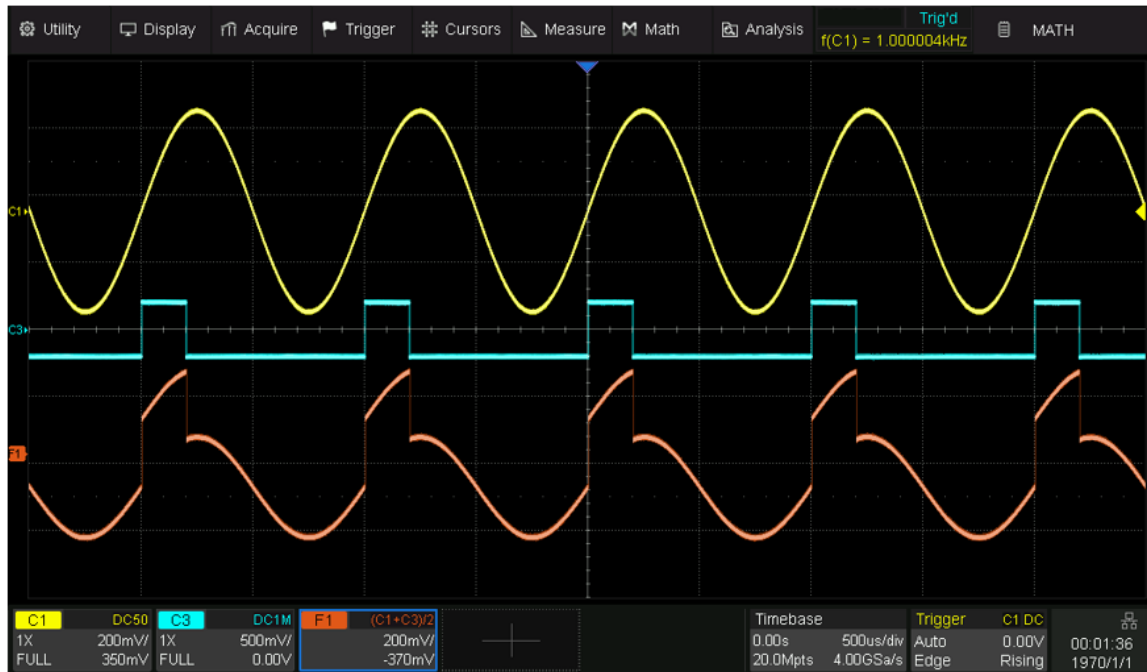 Utility Display Acquire Trigger Cursors Measure Math Analysis Trig'd MATH
f(C1) = 1.000004kHz
C1
C3
F1
C1 DC50 C3 DC1M F1 (C1+C3)/2 Timebase Trigger C1 DC
1X 200mV/ 1X 500mV/ 200mV/ 0.00s 500us/div Auto 0.00V 00:01:36
FULL 350mV FULL 0.00V -370mV 20.0Mpts 4.00GSa/s Edge Rising 1970/1/1